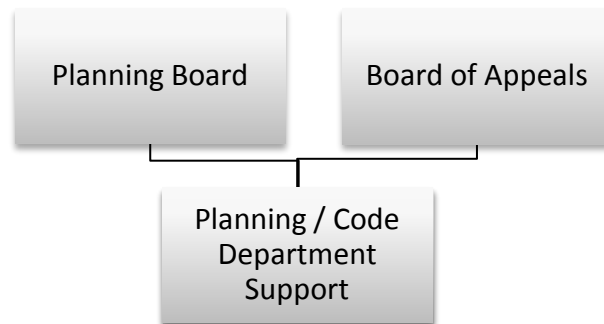 Planning Board
Board of Appeals
Planning / Code
Department
Support